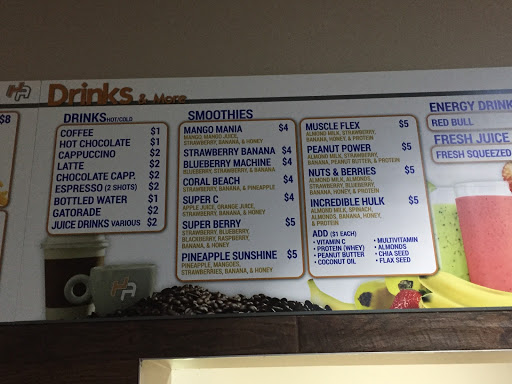 HA
Drinks & More
$8
DRINKS HOT/COLD
COFFEE $1
HOT CHOCOLATE $1
CAPPUCCINO $2
LATTE $2
CHOCOLATE CAPP. $2
ESPRESSO (2 SHOTS) $2
BOTTLED WATER $1
GATORADE $2
JUICE DRINKS VARIOUS $2
SMOOTHIES
MANGO MANIA $4
MANGO, MANGO JUICE,
STRAWBERRY, BANANA, & HONEY
STRAWBERRY BANANA $4
BLUEBERRY MACHINE $4
BLUEBERRY, STRAWBERRY, & BANANA
CORAL BEACH $4
STRAWBERRY, BANANA, & PINEAPPLE
SUPER C $4
APPLE JUICE, ORANGE JUICE,
STRAWBERRY, BANANA, & HONEY
SUPER BERRY $5
STRAWBERRY, BLUEBERRY,
BLACKBERRY, RASPBERRY,
BANANA, & HONEY
PINEAPPLE SUNSHINE $5
PINEAPPLE, MANGOES,
STRAWBERRIES, BANANA, & HONEY
MUSCLE FLEX $5
ALMOND MILK, STRAWBERRY,
BANANA, HONEY, & PROTEIN
PEANUT POWER $5
ALMOND MILK, STRAWBERRY, BANANA,
BANANA, PEANUT BUTTER, & PROTEIN
NUTS & BERRIES $5
ALMOND MILK, ALMONDS,
STRAWBERRY, BLUEBERRY,
BANANA, HONEY, & PROTEIN
INCREDIBLE HULK $5
ALMOND MILK, SPINACH,
ALMONDS, BANANA, HONEY,
& PROTEIN
ADD ($1 EACH)
• VITAMIN C
• PROTEIN (WHEY)
• PEANUT BUTTER
• COCONUT OIL
• MULTIVITAMIN
• ALMONDS
• CHIA SEED
• FLAX SEED
ENERGY DRINK
RED BULL
FRESH JUICE
FRESH SQUEEZED
HA